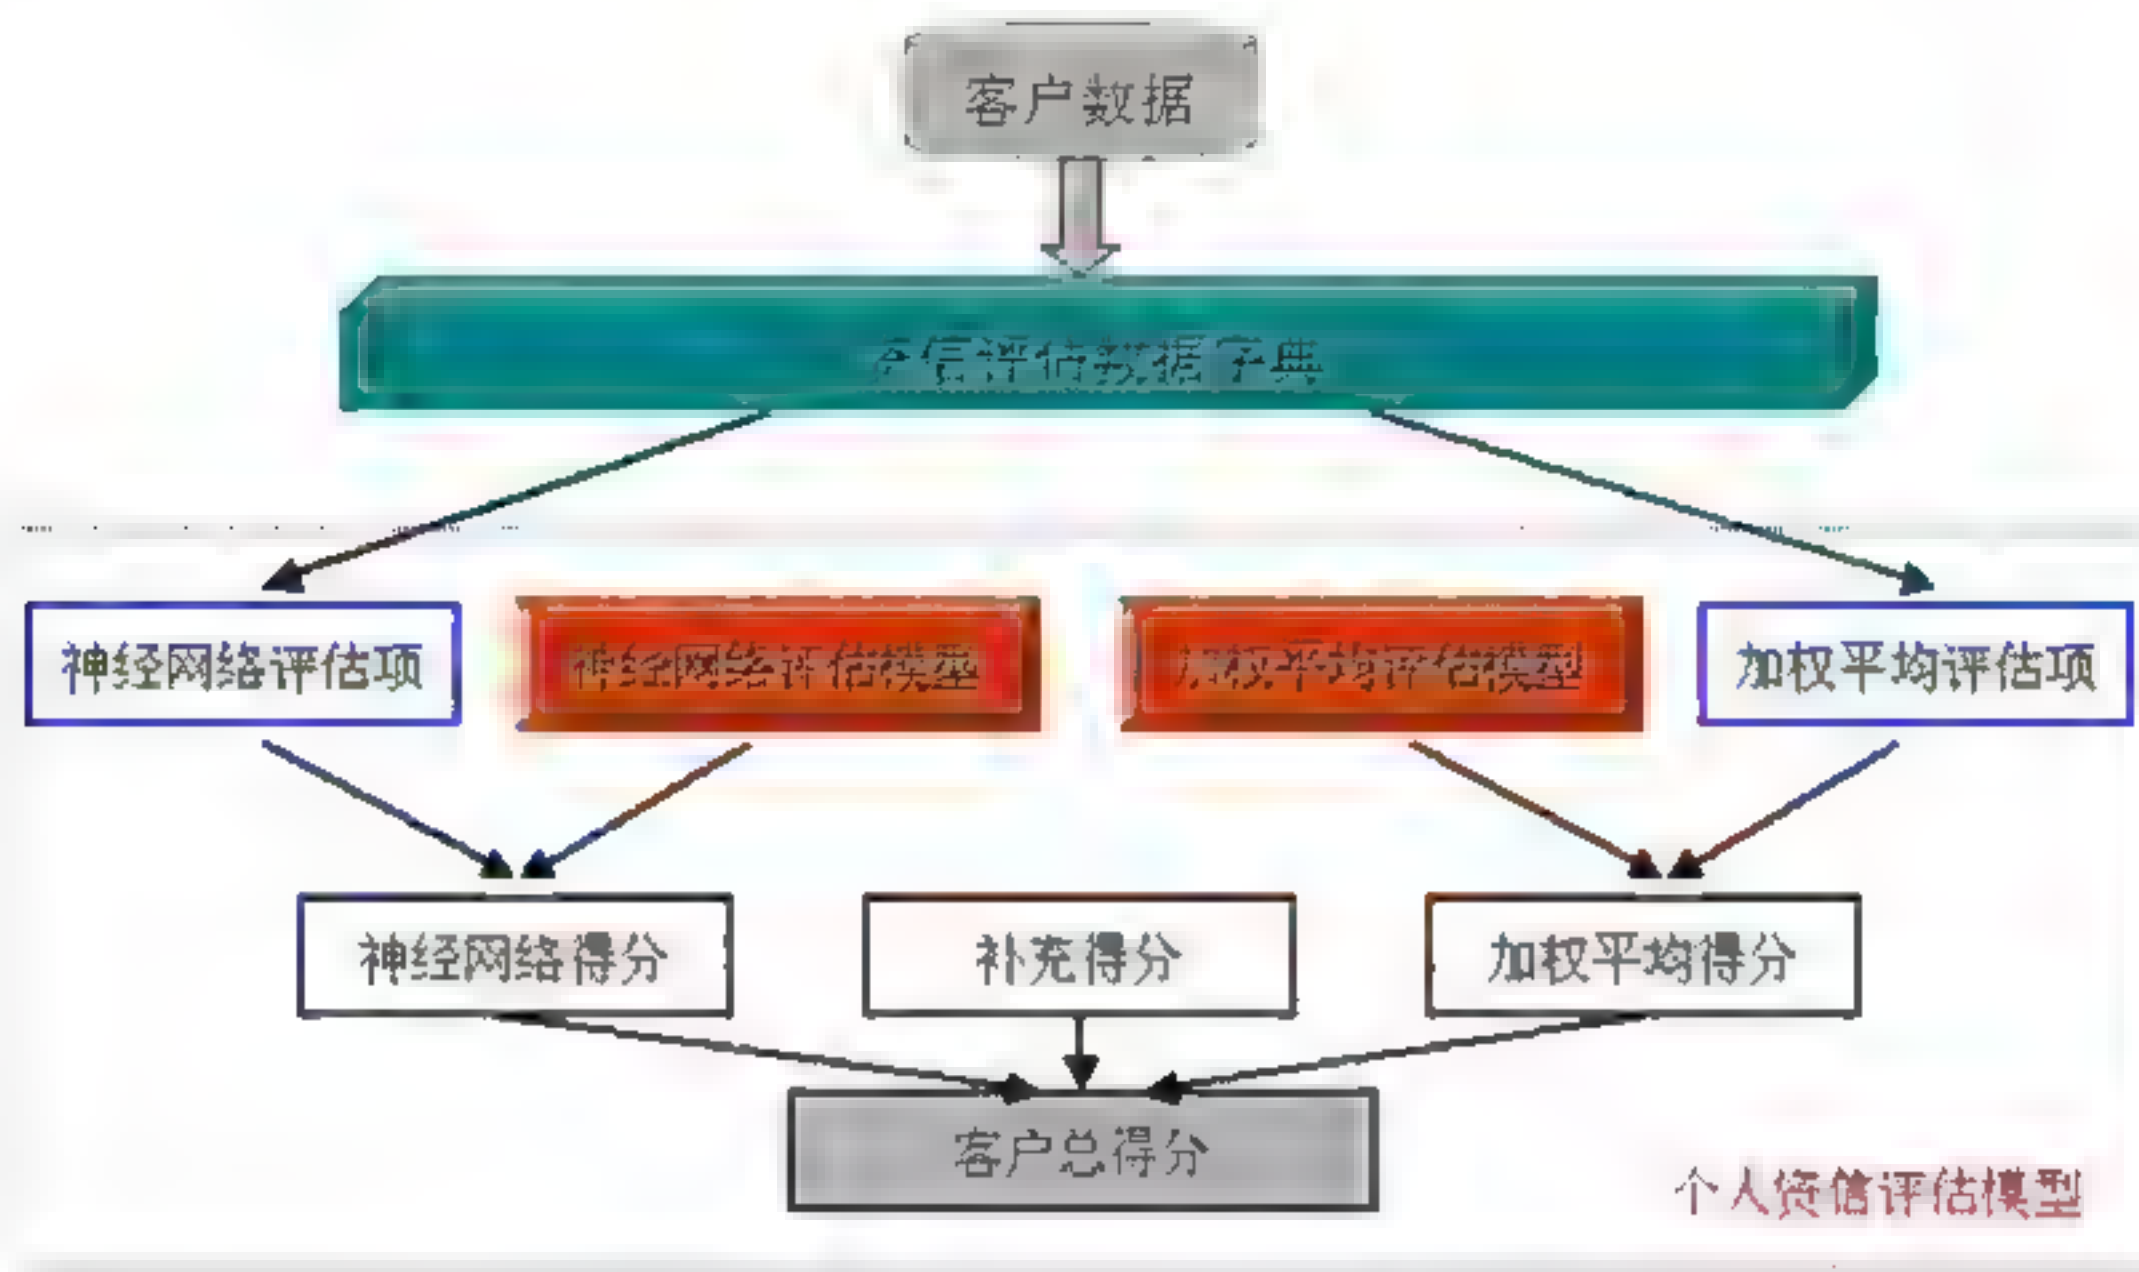 客户数据
资信评估数据字典
神经网络评估项
神经网络评估模型
加权平均评估模型
加权平均评估项
神经网络得分
补充得分
加权平均得分
客户总得分
个人资信评估模型